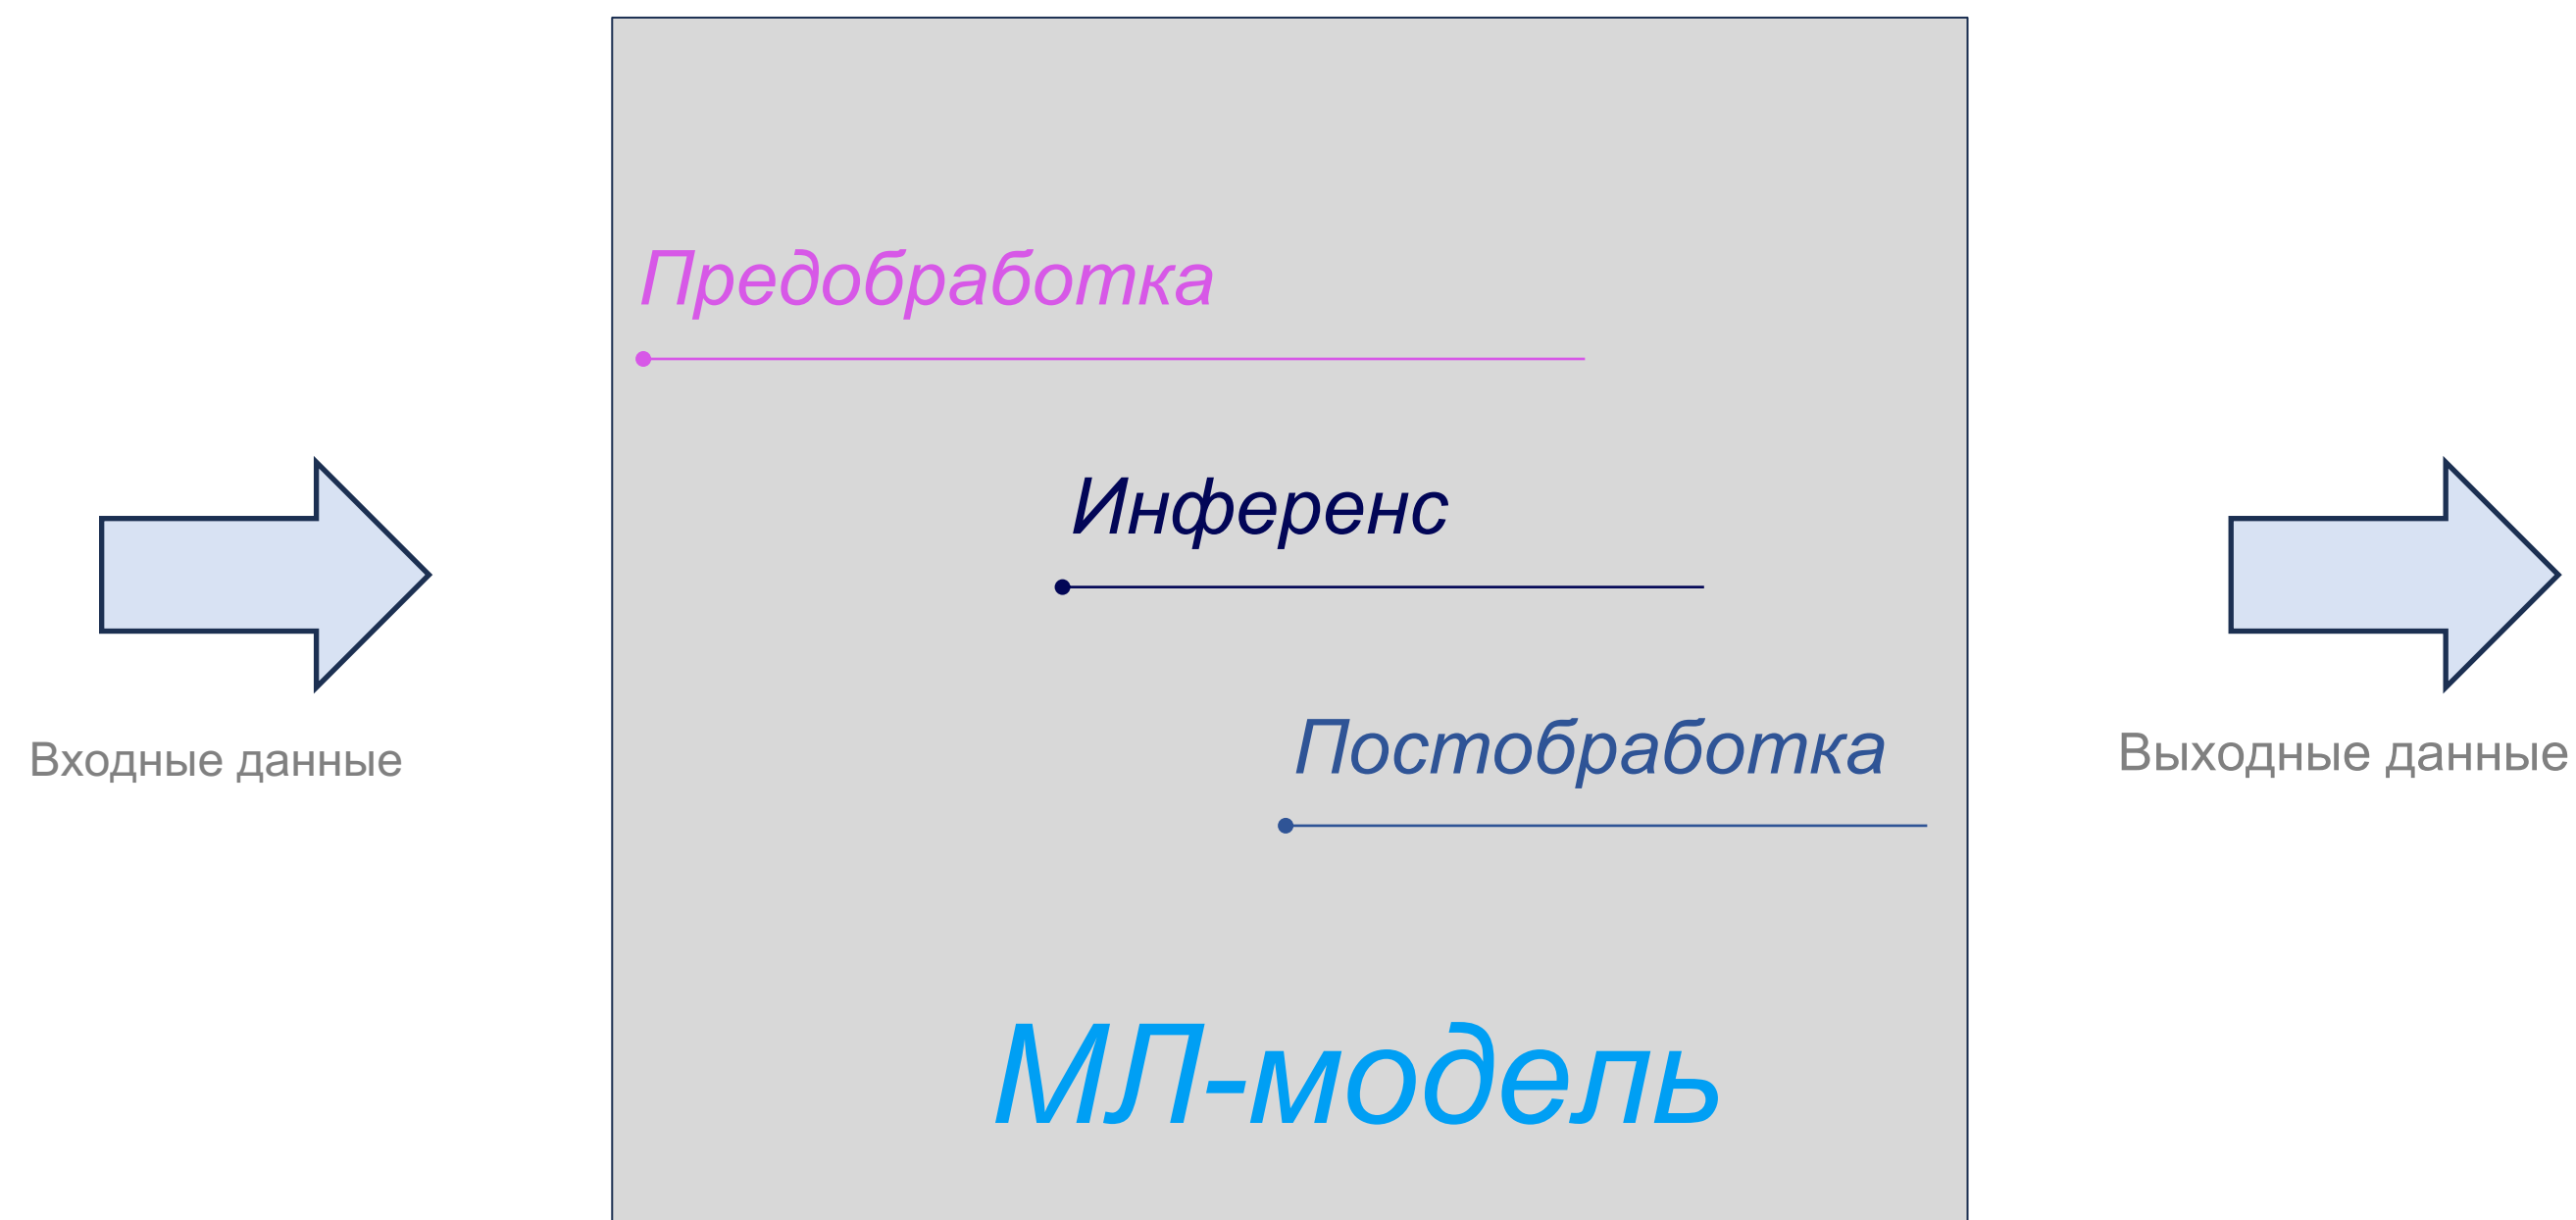 Предобработка
Инференс
Постобработка
Входные данные
Выходные данные
МЛ-модель